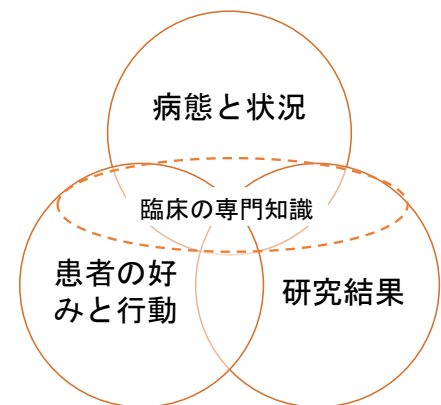 病態と状況
臨床の専門知識
患者の好
みと行動
研究結果